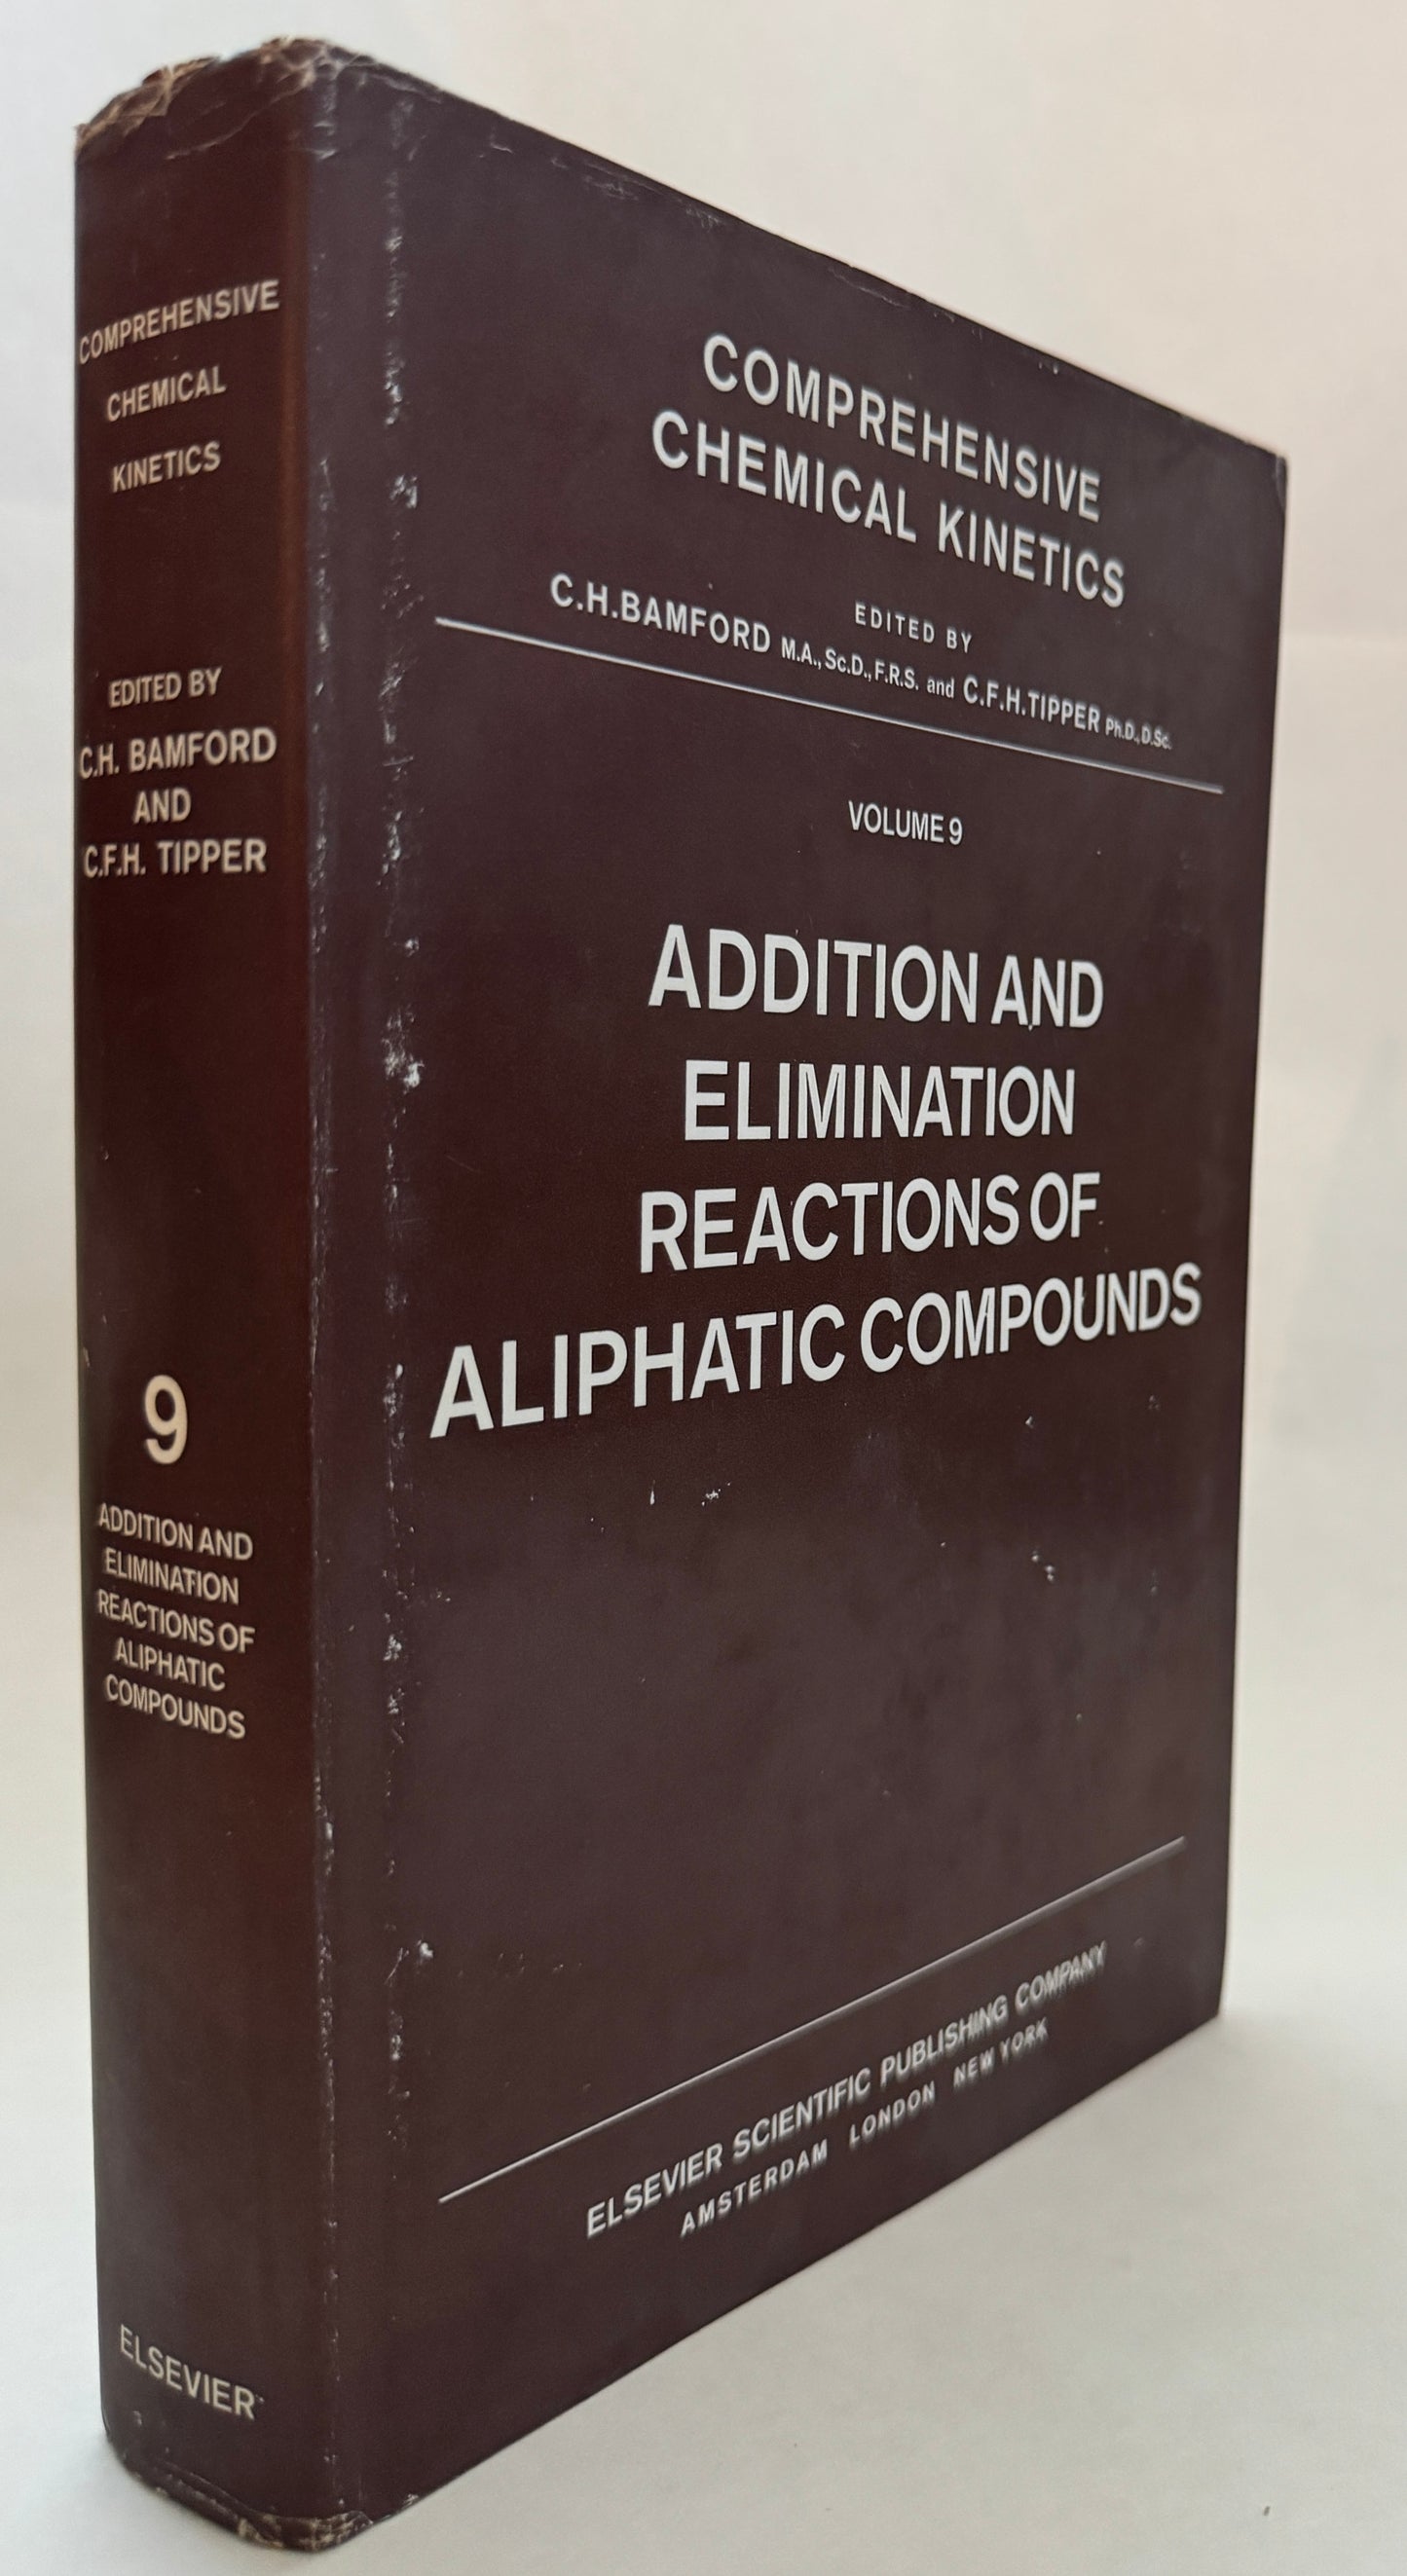 COMPREHENSIVE
CHEMICAL
KINETICS
EDITED BY
C.H. BAMFORD
AND
C.F.H. TIPPER
9
ADDITION AND
ELIMINATION
REACTIONS OF
ALIPHATIC
COMPOUNDS
ELSEVIER
COMPREHENSIVE
CHEMICAL KINETICS
EDITED BY
C.H.BAMFORD M.A., Sc.D., F.R.S. and C.F.H.TIPPER Ph.D., D.Sc.
VOLUME 9
ADDITION AND
ELIMINATION
REACTIONS OF
ALIPHATIC COMPOUNDS
ELSEVIER SCIENTIFIC PUBLISHING COMPANY
AMSTERDAM LONDON NEW YORK